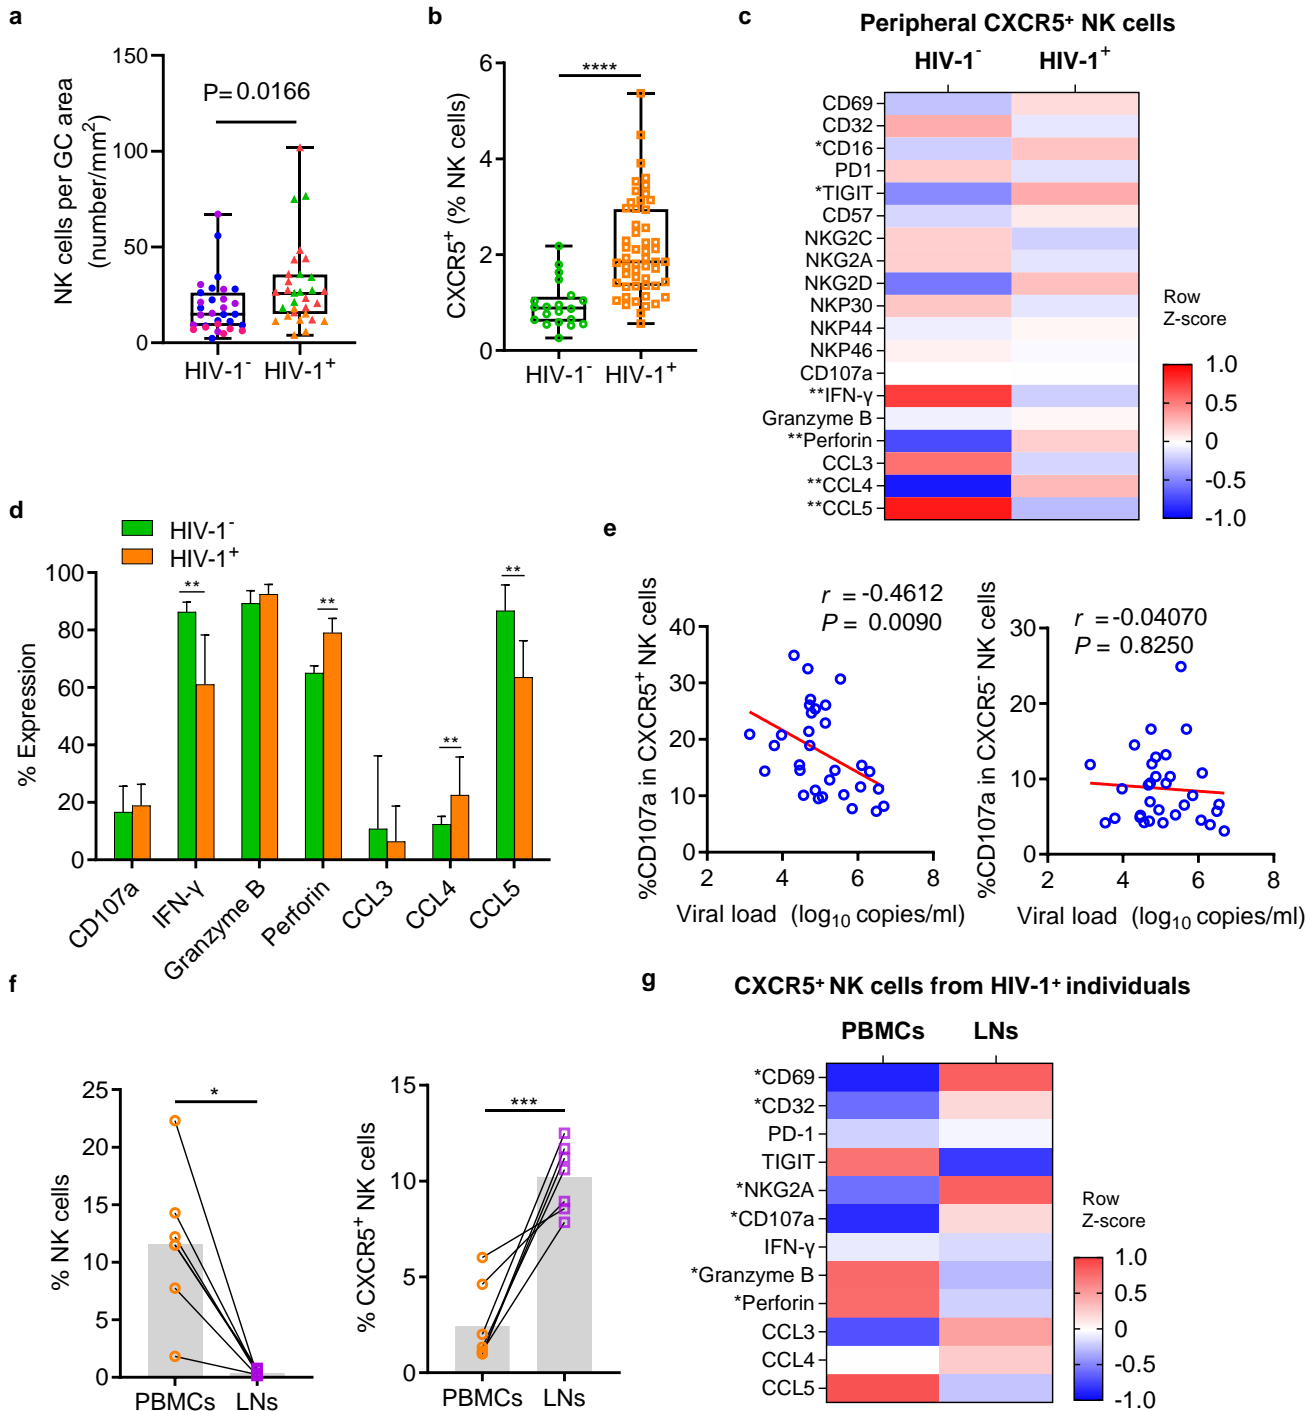 a
150
100
50
0
NK cells per GC area
(number/mm²)
P= 0.0166
HIV-1⁻
HIV-1⁺
b
6
4
2
0
CXCR5⁺ (% NK cells)
****
HIV-1⁻
HIV-1⁺
c
Peripheral CXCR5⁺ NK cells
HIV-1⁻
HIV-1⁺
CD69
CD32
*CD16
PD1
*TIGIT
CD57
NKG2C
NKG2A
NKG2D
NKP30
NKP44
NKP46
CD107a
**IFN-γ
Granzyme B
**Perforin
CCL3
**CCL4
**CCL5
Row
Z-score
1.0
0.5
0
-0.5
-1.0
d
HIV-1⁻
HIV-1⁺
100
80
60
40
20
0
% Expression
**
**
**
**
CD107a
IFN-γ
Granzyme B
Perforin
CCL3
CCL4
CCL5
e
r =-0.4612
P = 0.0090
40
30
20
10
0
%CD107a in CXCR5⁺ NK cells
2
4
6
8
Viral load (log₁₀ copies/ml)
r =-0.04070
P = 0.8250
30
20
10
0
%CD107a in CXCR5⁻ NK cells
2
4
6
8
Viral load (log₁₀ copies/ml)
f
25
20
15
10
5
0
% NK cells
*
PBMCs
LNs
15
10
5
0
% CXCR5⁺ NK cells
***
PBMCs
LNs
g
CXCR5⁺ NK cells from HIV-1⁺ individuals
PBMCs
LNs
*CD69
*CD32
PD-1
TIGIT
*NKG2A
*CD107a
IFN-γ
*Granzyme B
*Perforin
CCL3
CCL4
CCL5
Row
Z-score
1.0
0.5
0
-0.5
-1.0